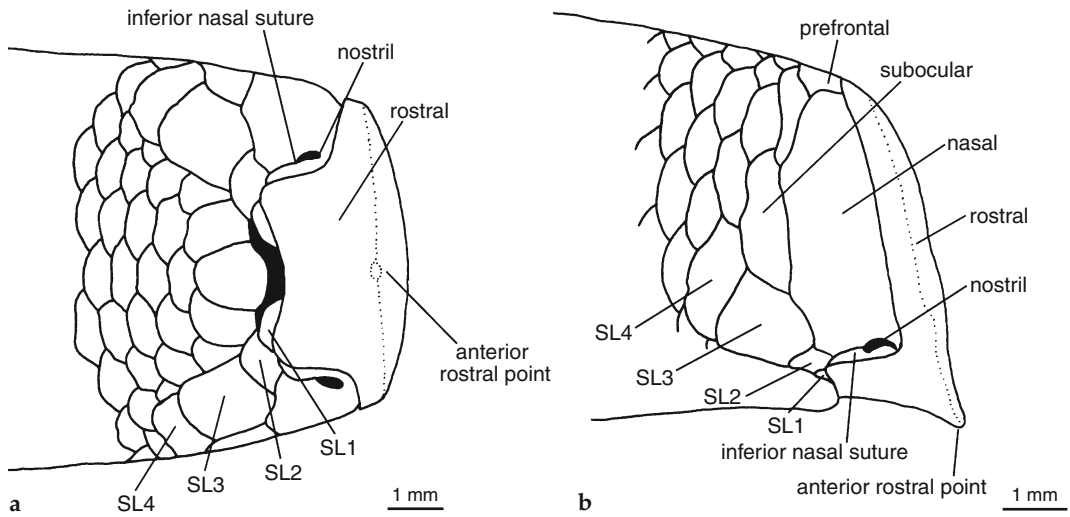 inferior nasal suture
nostril
rostral
anterior
rostral point
SL1
SL2
SL3
SL4
1 mm
a
prefrontal
subocular
nasal
rostral
nostril
SL4
SL3
SL2
SL1
inferior nasal suture
anterior rostral point
1 mm
b